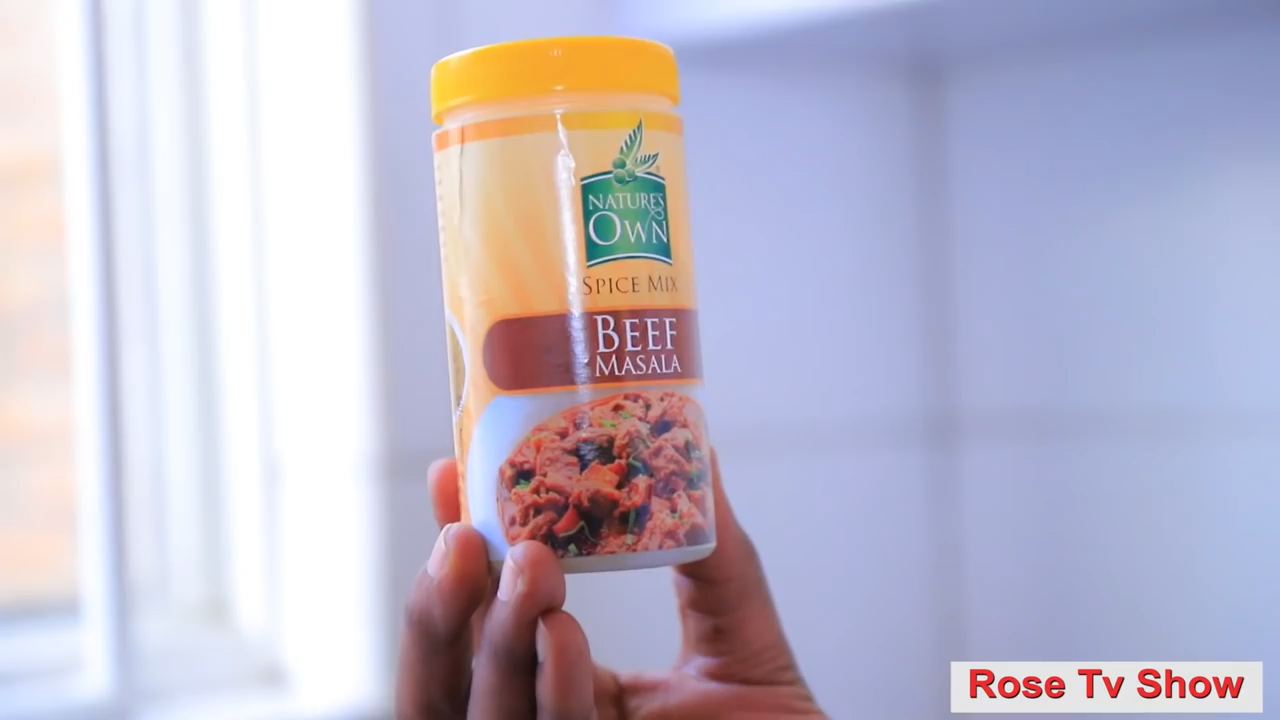 NATURE'S
OWN
SPICE MIX
BEEF
MASALA
Rose Tv Show